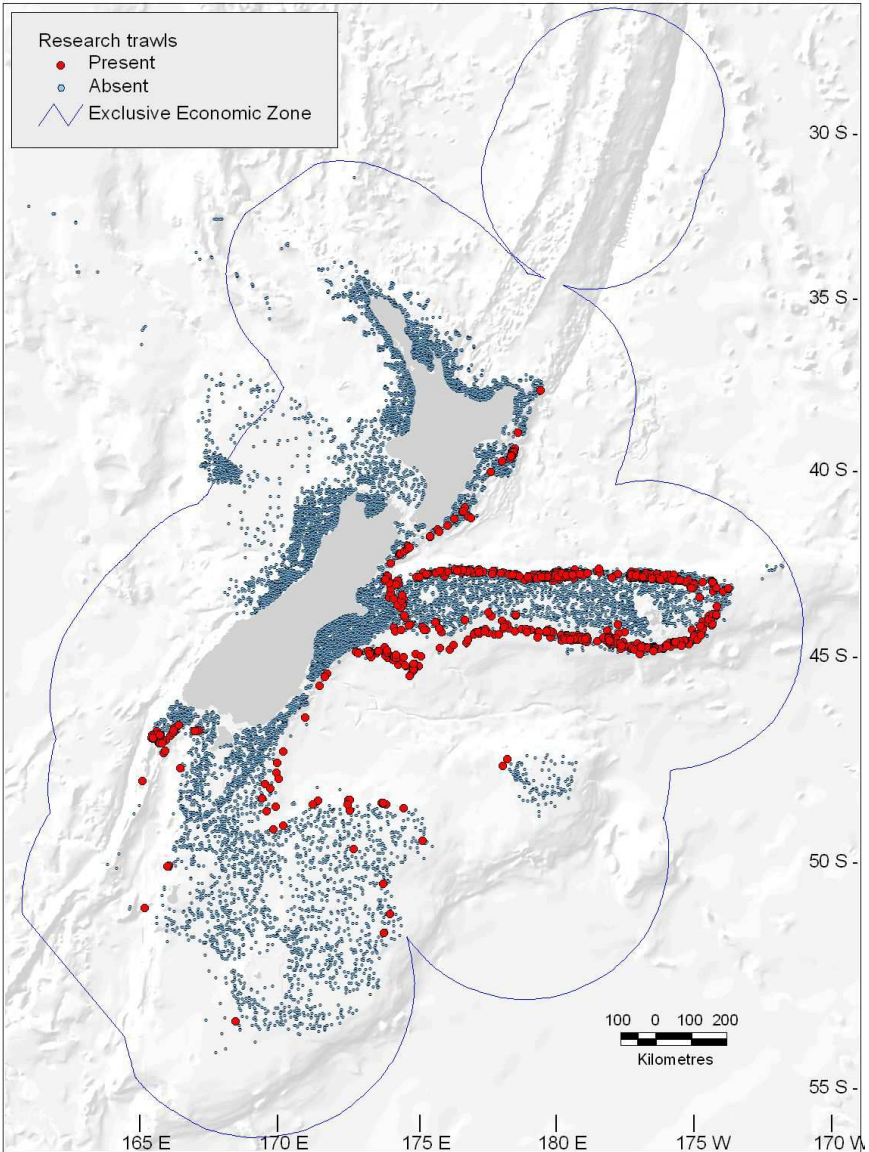 Research trawls
Present
Absent
Exclusive Economic Zone
30 S
35 S
40 S
45 S
50 S
100 0 100 200
Kilometres
55 S
165 E 170 E 175 E 180 E 175 W 170 W